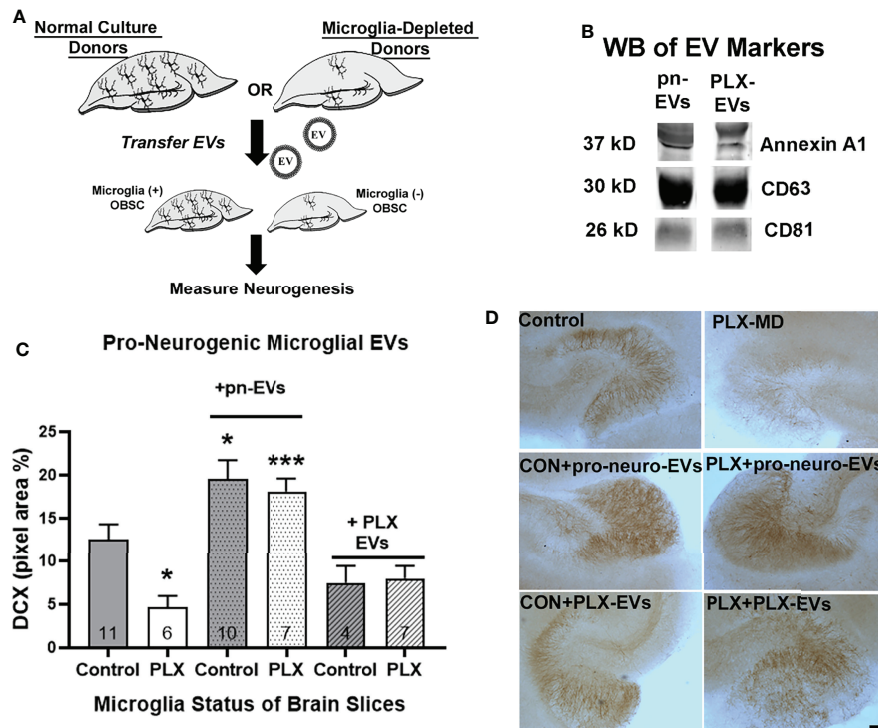 A
Normal Culture
Donors
Microglia-Depleted
Donors
OR
Transfer EVs
EV
EV
Microglia (+)
OBSC
Microglia (-)
OBSC
Measure Neurogenesis
B
WB of EV Markers
pn-
EVs
PLX-
EVs
37 kD
Annexin A1
30 kD
CD63
26 kD
CD81
C
Pro-Neurogenic Microglial EVs
+pn-EVs
+ PLX
EVs
DCX (pixel area %)
25
20
15
10
5
0
*
*
***
11
6
10
7
4
7
Control PLX Control PLX Control PLX
Microglia Status of Brain Slices
D
Control
PLX-MD
CON+pro-neuro-EVs
PLX+pro-neuro-EVs
CON+PLX-EVs
PLX+PLX-EVs